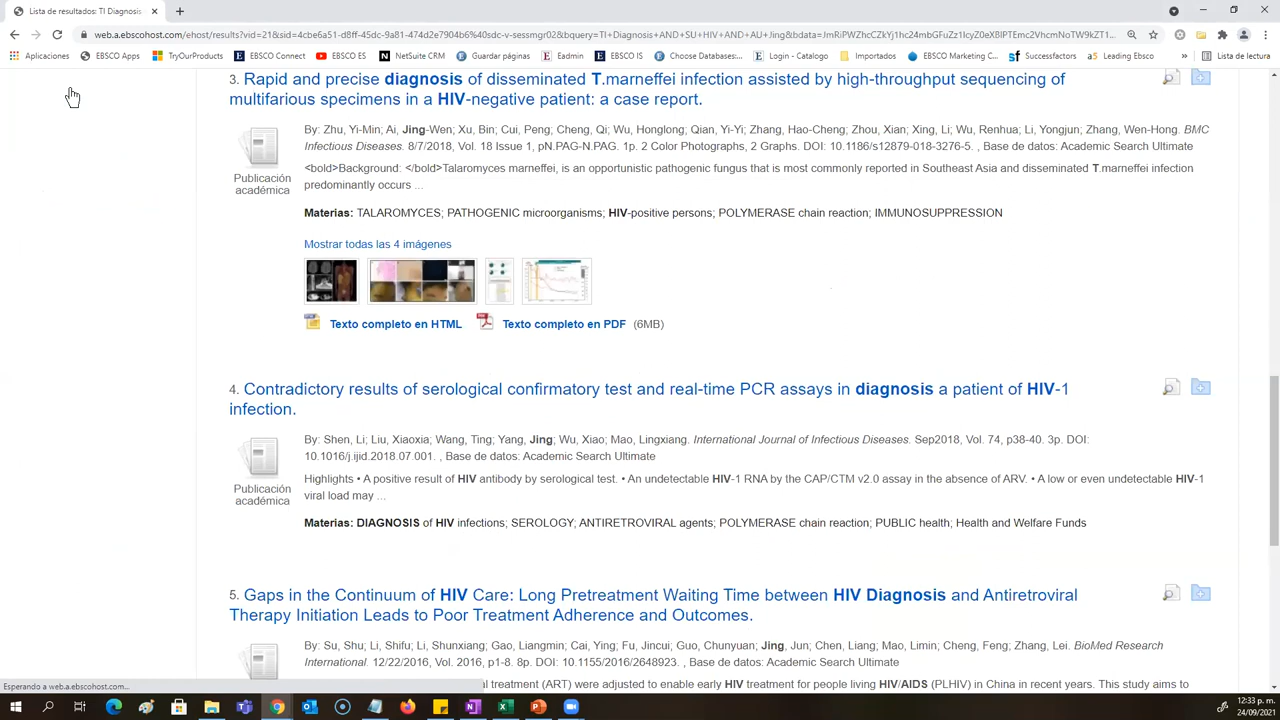 Lista de resultados: TI Diagnosis
web.a.ebscohost.com/ehost/results?vid=21&sid=4cbe6a51-d8ff-45dc-9a81-474d2e7904b6%40sdc-v-sessmgr02&bquery=TI+Diagnosis+AND+SU+HIV+AND+AU+Jing&bdata=
Aplicaciones EBSCO Apps TryOurProducts EBSCO Connect YouTube EBSCO ES NetSuite CRM Guardar páginas Eadmin EBSCO IS Choose Databases:... Login - Catalogo Importados EBSCO Marketing C... Successfactors Leading Ebsco » Lista de lectura
3. Rapid and precise diagnosis of disseminated T.marneffei infection assisted by high-throughput sequencing of
multifarious specimens in a HIV-negative patient: a case report.
By: Zhu, Yi-Min; Ai, Jing-Wen; Xu, Bin; Cui, Peng; Cheng, Qi; Wu, Honglong; Qian, Yi-Yi; Zhang, Hao-Cheng; Zhou, Xian; Xing, Li; Wu, Renhua; Li, Yongjun; Zhang, Wen-Hong. BMC
Infectious Diseases. 8/7/2018, Vol. 18 Issue 1, pN.PAG-N.PAG. 1p. 2 Color Photographs, 2 Graphs. DOI: 10.1186/s12879-018-3276-5. , Base de datos: Academic Search Ultimate
Publicación
académica
<bold>Background: </bold>Talaromyces marneffei, is an opportunistic pathogenic fungus that is most commonly reported in Southeast Asia and disseminated T.marneffei infection
predominantly occurs ...
Materias: TALAROMYCES; PATHOGENIC microorganisms; HIV-positive persons; POLYMERASE chain reaction; IMMUNOSUPPRESSION
Mostrar todas las 4 imágenes
Texto completo en HTML Texto completo en PDF (6MB)
4. Contradictory results of serological confirmatory test and real-time PCR assays in diagnosis a patient of HIV-1
infection.
By: Shen, Li; Liu, Xiaoxia; Wang, Ting; Yang, Jing; Wu, Xiao; Mao, Lingxiang. International Journal of Infectious Diseases. Sep2018, Vol. 74, p38-40. 3p. DOI:
10.1016/j.ijid.2018.07.001. , Base de datos: Academic Search Ultimate
Publicación
académica
Highlights • A positive result of HIV antibody by serological test. • An undetectable HIV-1 RNA by the CAP/CTM v2.0 assay in the absence of ARV. • A low or even undetectable HIV-1
viral load may ...
Materias: DIAGNOSIS of HIV infections; SEROLOGY; ANTIRETROVIRAL agents; POLYMERASE chain reaction; PUBLIC health; Health and Welfare Funds
5. Gaps in the Continuum of HIV Care: Long Pretreatment Waiting Time between HIV Diagnosis and Antiretroviral
Therapy Initiation Leads to Poor Treatment Adherence and Outcomes.
By: Su, Shu; Li, Shifu; Li, Shunxiang; Gao, Liangmin; Cai, Ying; Fu, Jincui; Guo, Chunyuan; Jing, Jun; Chen, Liang; Mao, Limin; Cheng, Feng; Zhang, Lei. BioMed Research
International. 12/22/2016, Vol. 2016, p1-8. 8p. DOI: 10.1155/2016/2648923. , Base de datos: Academic Search Ultimate
al treatment (ART) were adjusted to enable early HIV treatment for people living HIV/AIDS (PLHIV) in China in recent years. This study aims to
Esperando a web.a.ebscohost.com...
12:33 p. m.
24/09/2021